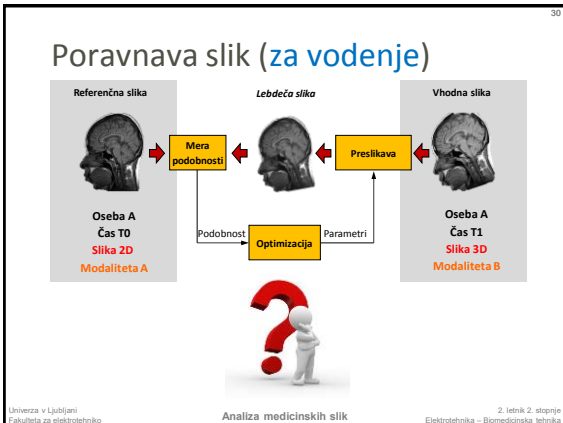 30
Poravnava slik (za vodenje)
Referenčna slika
Lebdeča slika
Vhodna slika
Mera
podobnosti
Preslikava
Oseba A
Čas T0
Slika 2D
Modaliteta A
Podobnost
Optimizacija
Parametri
Oseba A
Čas T1
Slika 3D
Modaliteta B
Univerza v Ljubljani
Fakulteta za elektrotehniko
Analiza medicinskih slik
2. letnik 2. stopnje
Elektrotehnika – Biomedicinska tehnika